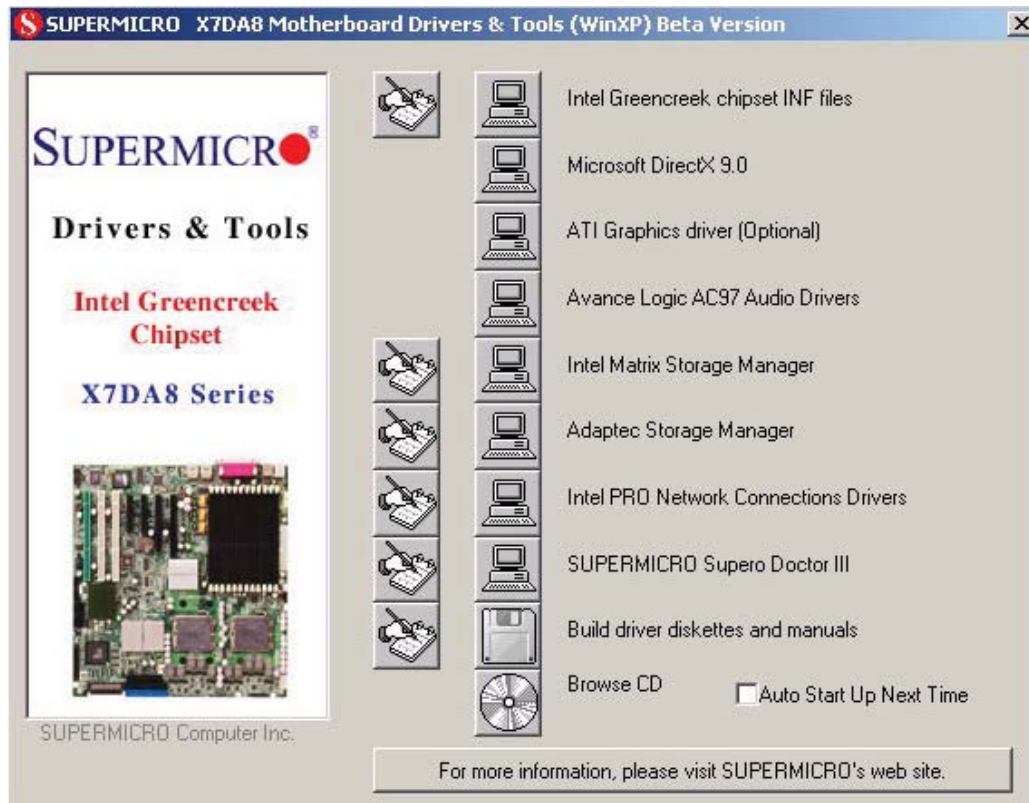 SUPERMICRO X7DA8 Motherboard Drivers & Tools (WinXP) Beta Version
SUPERMICRO®
Drivers & Tools
Intel Greencreek
Chipset
X7DA8 Series
SUPERMICRO Computer Inc.
Intel Greencreek chipset INF files
Microsoft DirectX 9.0
ATI Graphics driver (Optional)
Avance Logic AC97 Audio Drivers
Intel Matrix Storage Manager
Adaptec Storage Manager
Intel PRO Network Connections Drivers
SUPERMICRO Supero Doctor III
Build driver diskettes and manuals
Browse CD
Auto Start Up Next Time
For more information, please visit SUPERMICRO's web site.